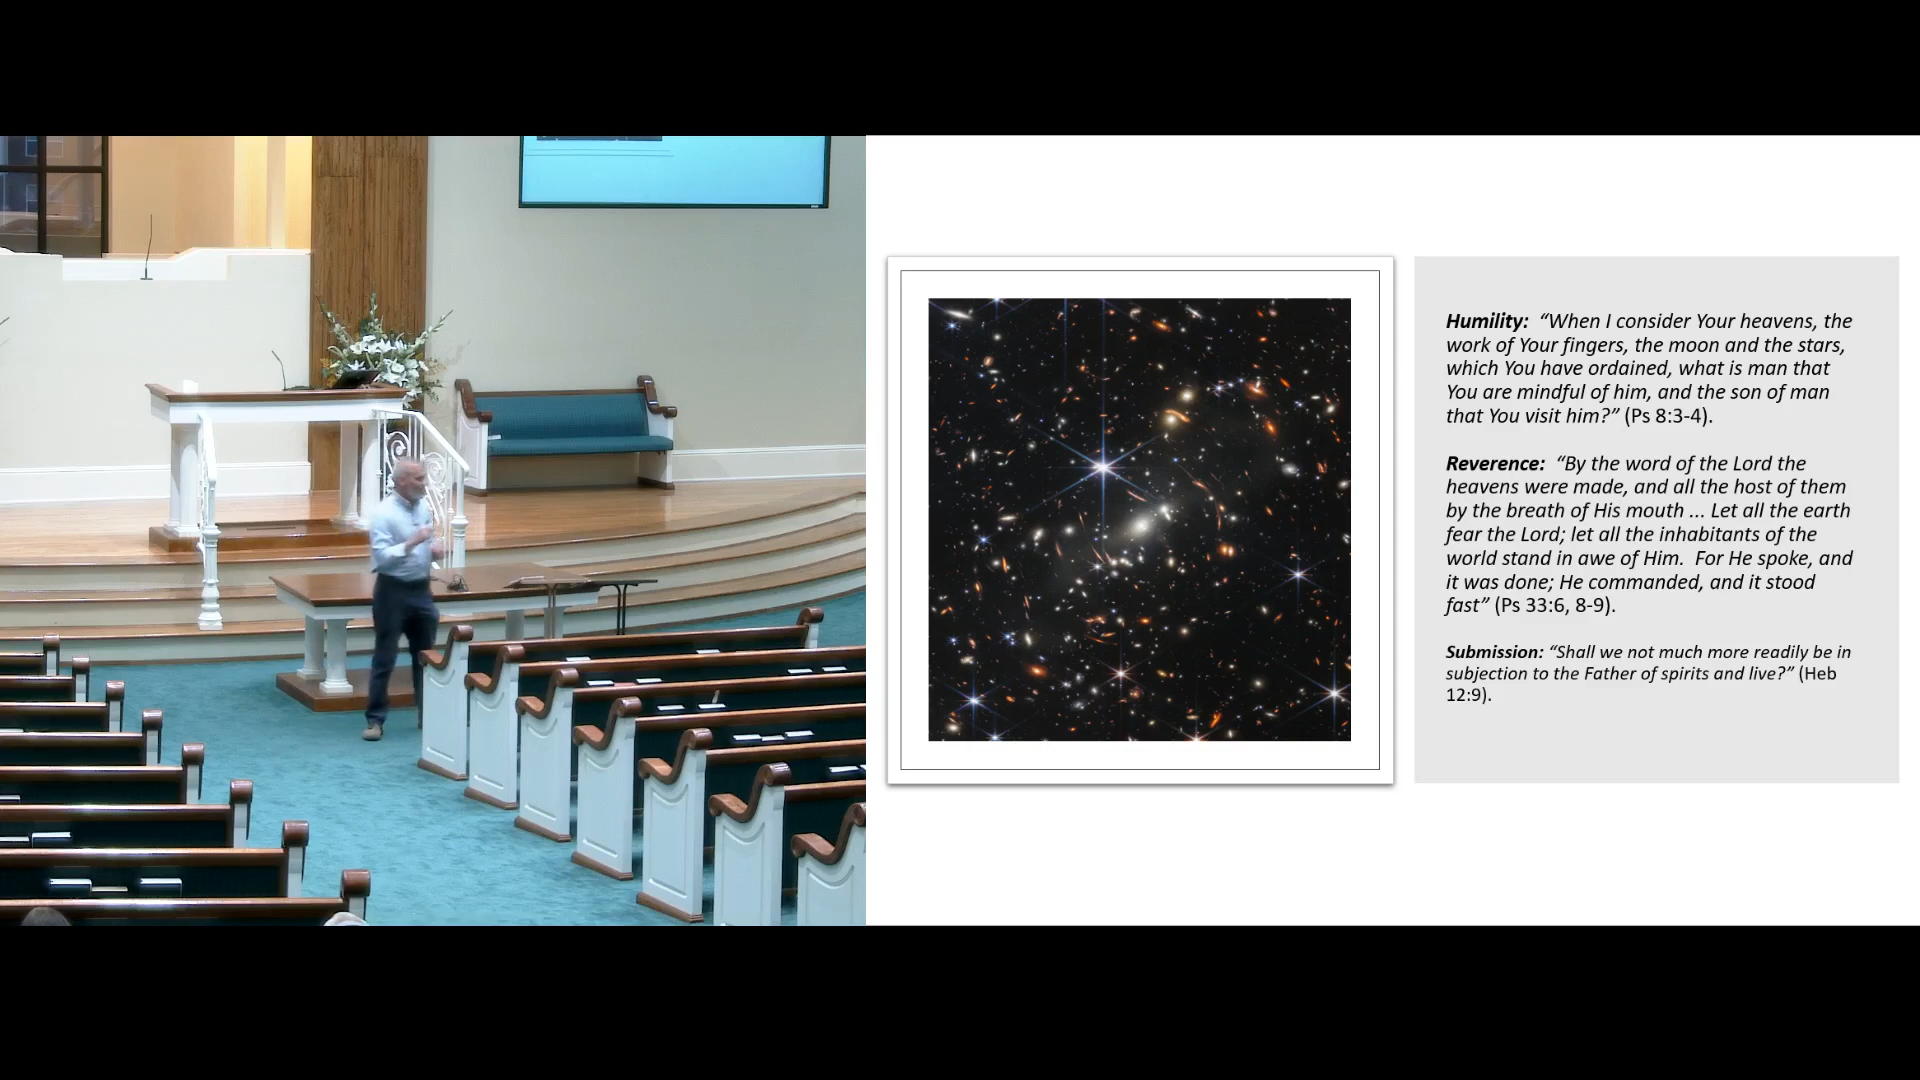 Humility: “When I consider Your heavens, the
work of Your fingers, the moon and the stars,
which You have ordained, what is man that
You are mindful of him, and the son of man
that You visit him?” (Ps 8:3-4).
Reverence: “By the word of the Lord the
heavens were made, and all the host of them
by the breath of His mouth ... Let all the earth
fear the Lord; let all the inhabitants of the
world stand in awe of Him. For He spoke, and
it was done; He commanded, and it stood
fast” (Ps 33:6, 8-9).
Submission: “Shall we not much more readily be in
subjection to the Father of spirits and live?” (Heb
12:9).